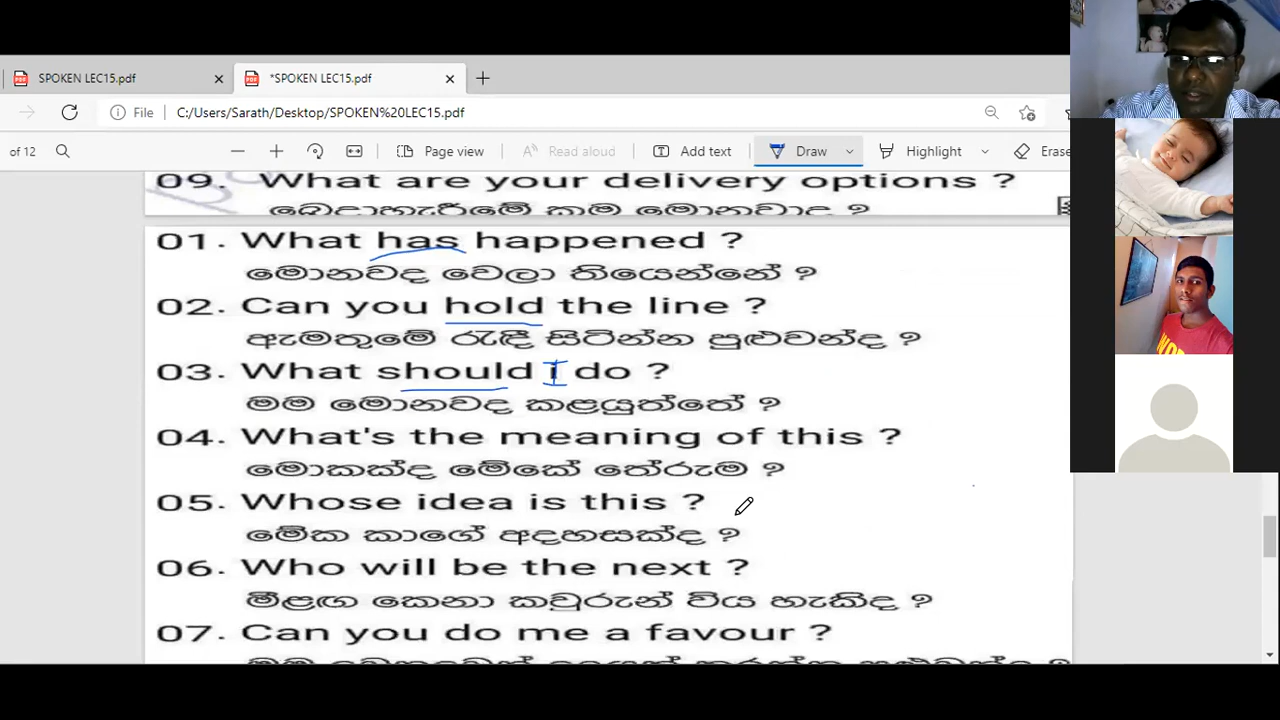 SPOKEN LEC15.pdf
*SPOKEN LEC15.pdf
File C:/Users/Sarath/Desktop/SPOKEN%20LEC15.pdf
of 12 Page view Read aloud Add text Draw Highlight Erase
09. What are your delivery options ?
බෙදාහැරීමේ කම මොනවාද ?
01. What has happened ?
මොනවද වෙලා තියෙන්නේ ?
02. Can you hold the line ?
ඇමතුමේ රැඳී සිටින්න පුළුවන්ද ?
03. What should i do ?
මම මොනවද කළයුත්තේ ?
04. What's the meaning of this ?
මොකක්ද මේකේ තේරුම ?
05. Whose idea is this ?
මේක කාගේ අදහසක්ද ?
06. Who will be the next ?
මීළඟ කෙනා කවුරුන් විය හැකිද ?
07. Can you do me a favour ?